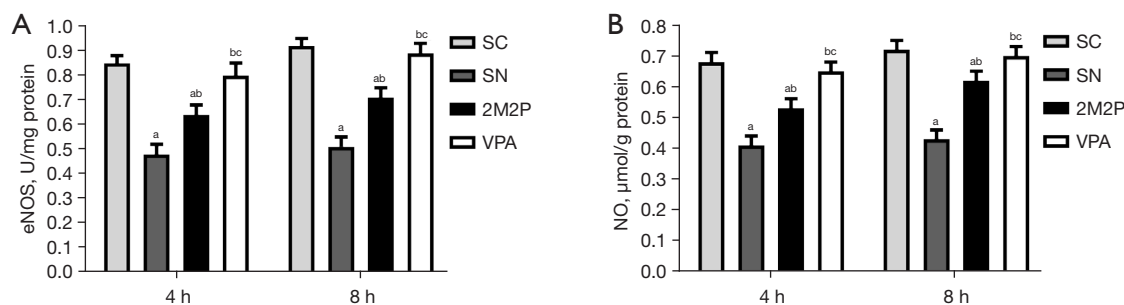 A
eNOS, U/mg protein
1.0
0.9
0.8
0.7
0.6
0.5
0.4
0.3
0.2
0.1
0.0
a
ab
bc
a
ab
bc
4 h
8 h
SC
SN
2M2P
VPA
B
NO, μmol/g protein
0.8
0.7
0.6
0.5
0.4
0.3
0.2
0.1
0.0
a
ab
bc
a
ab
bc
4 h
8 h
SC
SN
2M2P
VPA